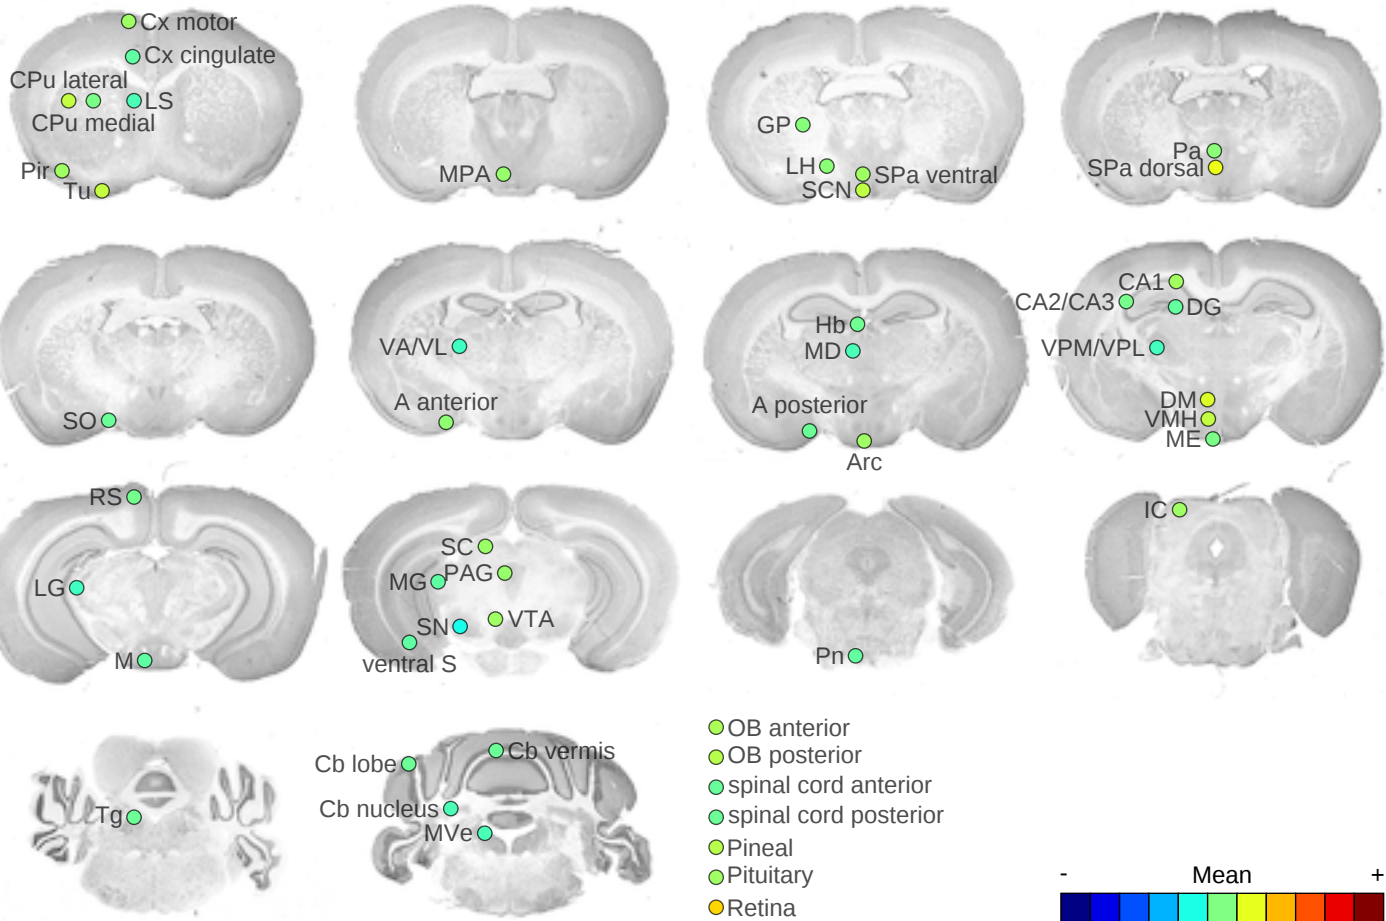 Cx motor
Cx cingulate
CPu lateral
LS
CPu medial
Pir
Tu
MPA
GP
LH
SPa ventral
SCN
Pa
SPa dorsal
SO
VA/VL
A anterior
Hb
MD
A posterior
Arc
CA1
CA2/CA3
DG
VPM/VPL
DM
VMH
ME
RS
LG
M
SC
PAG
MG
VTA
SN
ventral S
Pn
IC
Tg
Cb vermis
Cb lobe
Cb nucleus
MVe
OB anterior
OB posterior
spinal cord anterior
spinal cord posterior
Pineal
Pituitary
Retina
- Mean +